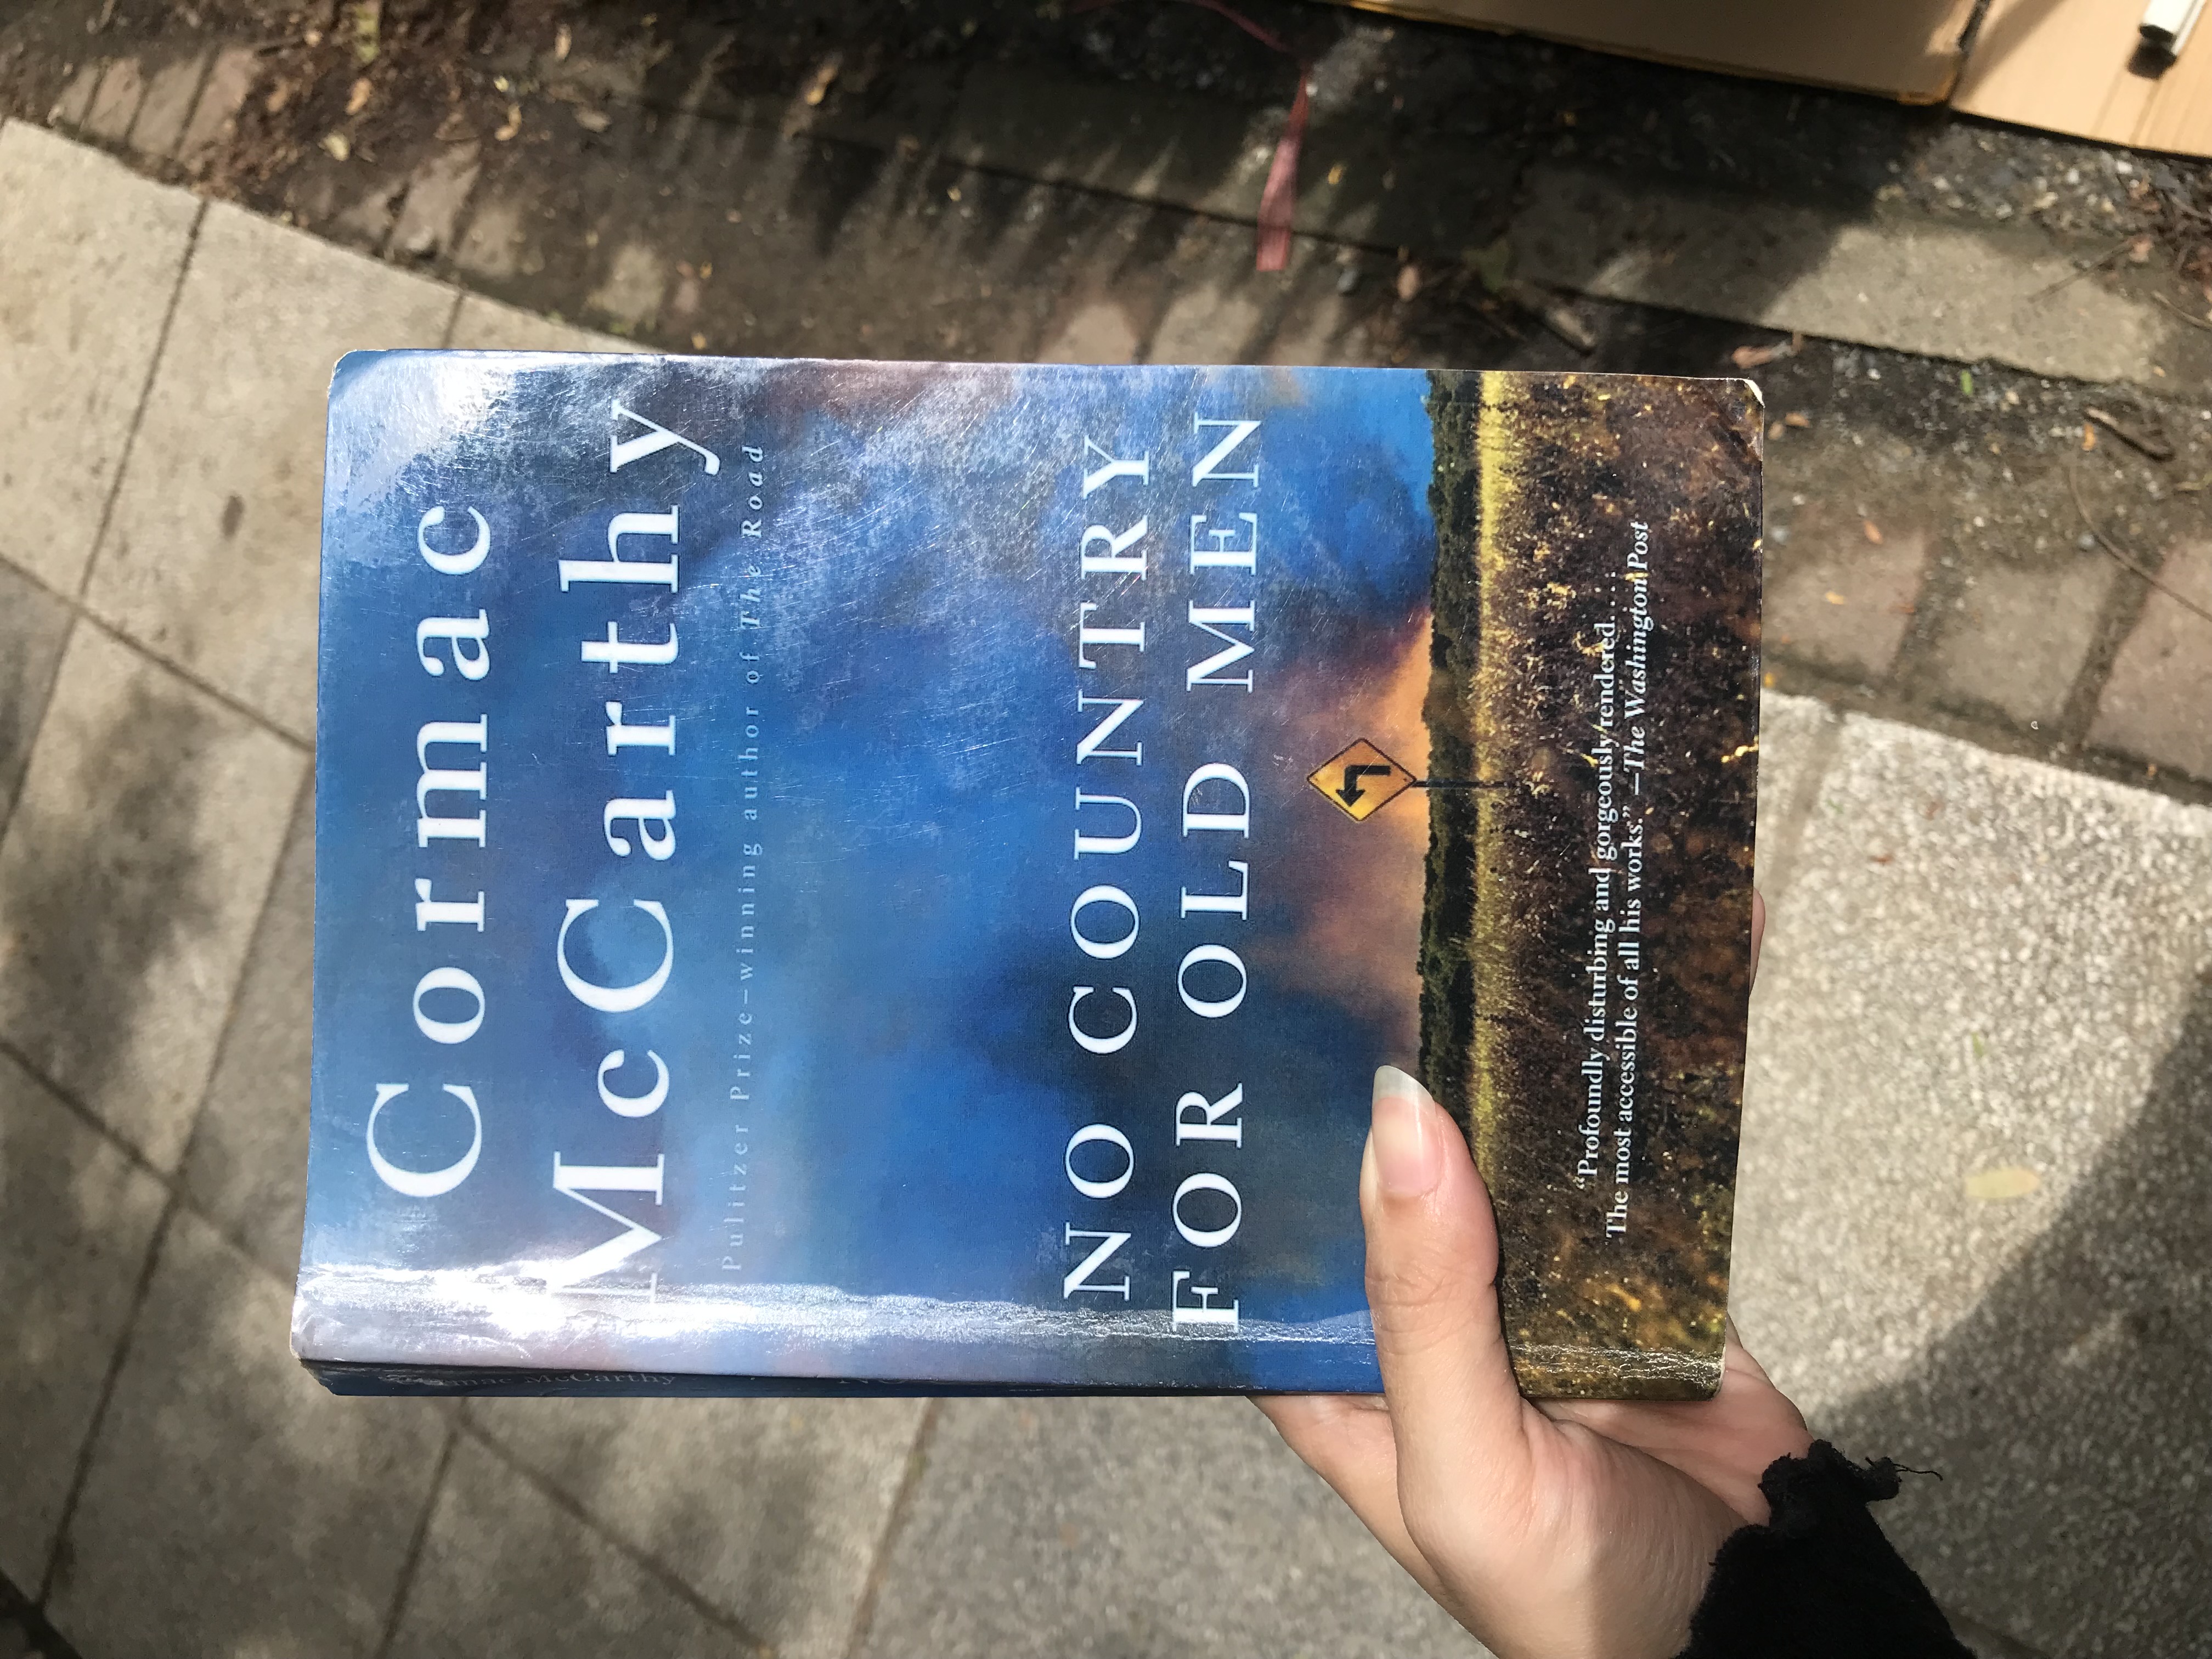 Cormac
McCarthy
Pulitzer Prize–winning author of The Road
NO COUNTRY
FOR OLD MEN
“Profoundly disturbing and gorgeously rendered. . . .
The most accessible of all his works.” —The Washington Post
McCarthy